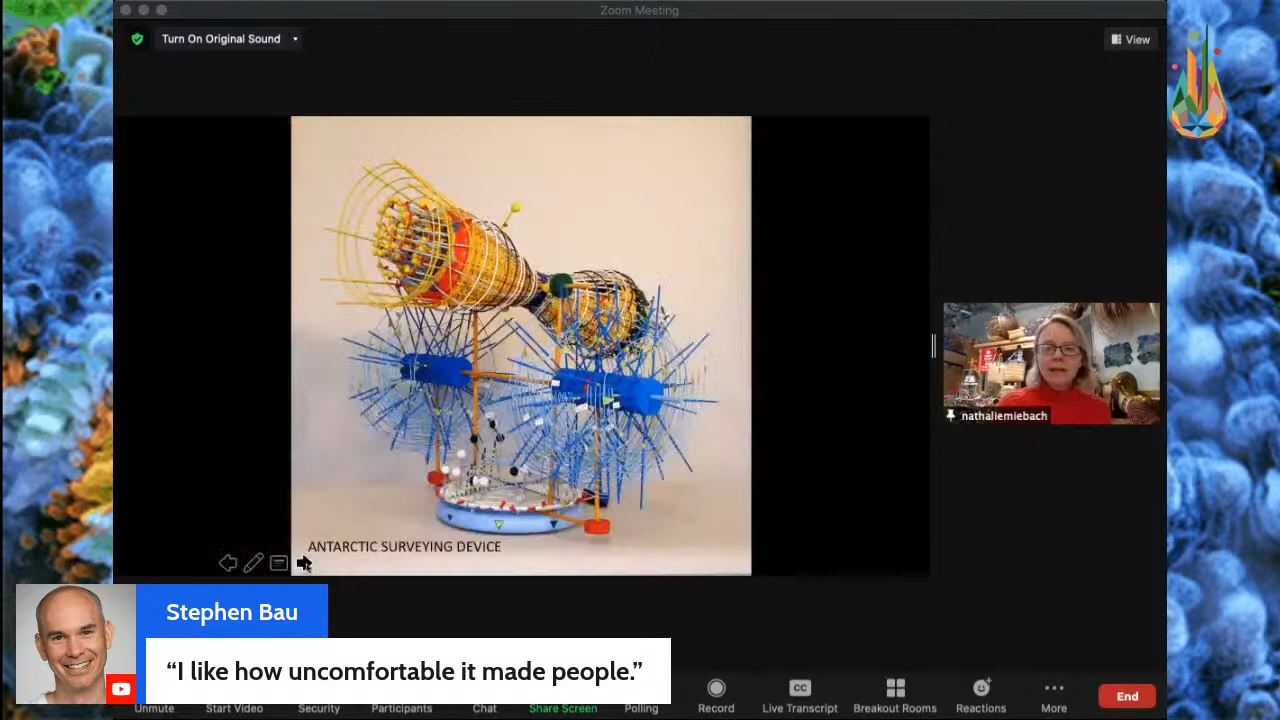 Zoom Meeting
Turn On Original Sound
View
nathaliemiebach
ANTARCTIC SURVEYING DEVICE
Stephen Bau
“I like how uncomfortable it made people.”
Unmute
Start Video
Security
Participants
Chat
Share Screen
Polling
Record
CC
Live Transcript
Breakout Rooms
Reactions
More
End